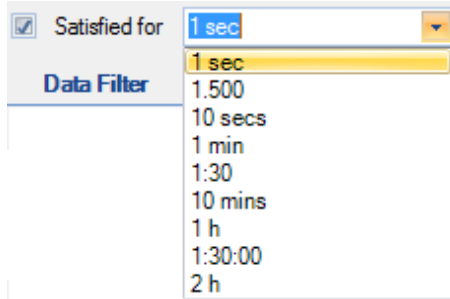 Satisfied for 1 sec
1 sec
Data Filter
1.500
10 secs
1 min
1:30
10 mins
1 h
1:30:00
2 h